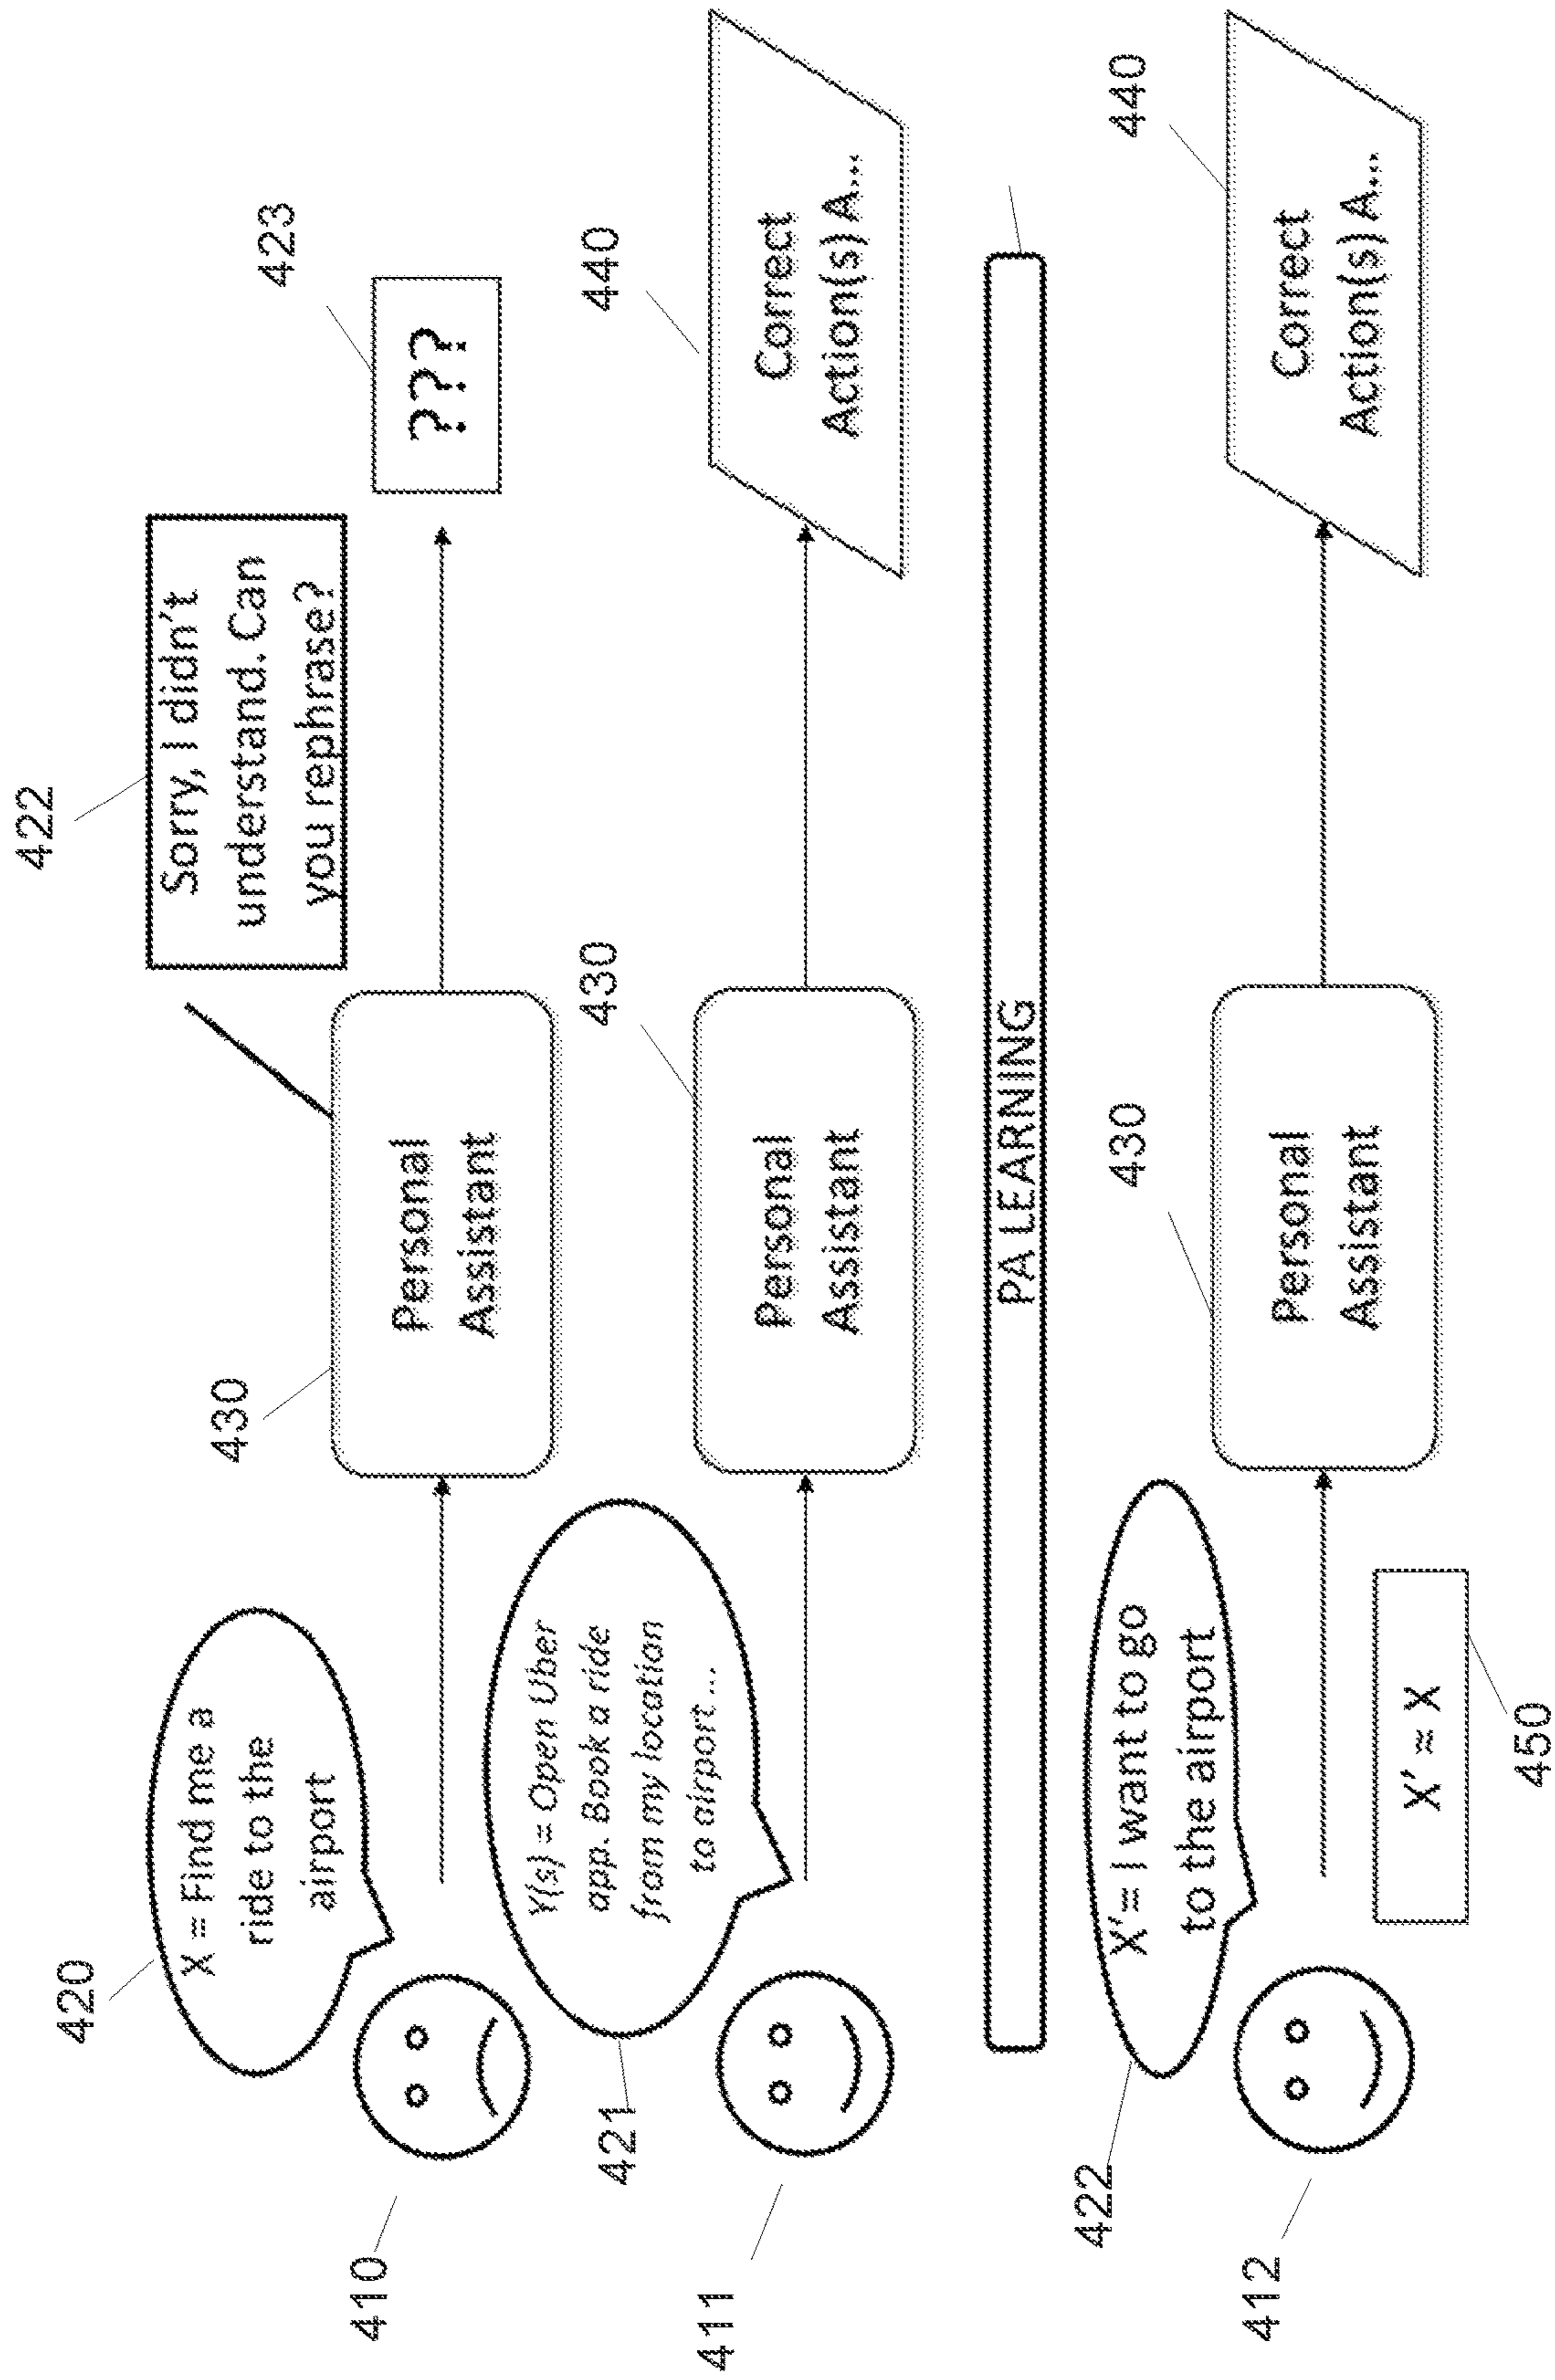 422
Sorry, I didn't
understand. Can
you rephrase?
420
X = Find me a
ride to the
airport
430
423
Personal
Assistant
???
410
421
Y(s) = Open Uber
app. Book a ride
from my location
to airport ...
430
440
Personal
Assistant
Correct
Action(s) A...
411
PA LEARNING
422
X'= I want to go
to the airport
430
440
Personal
Assistant
Correct
Action(s) A...
412
X' ≈ X
450